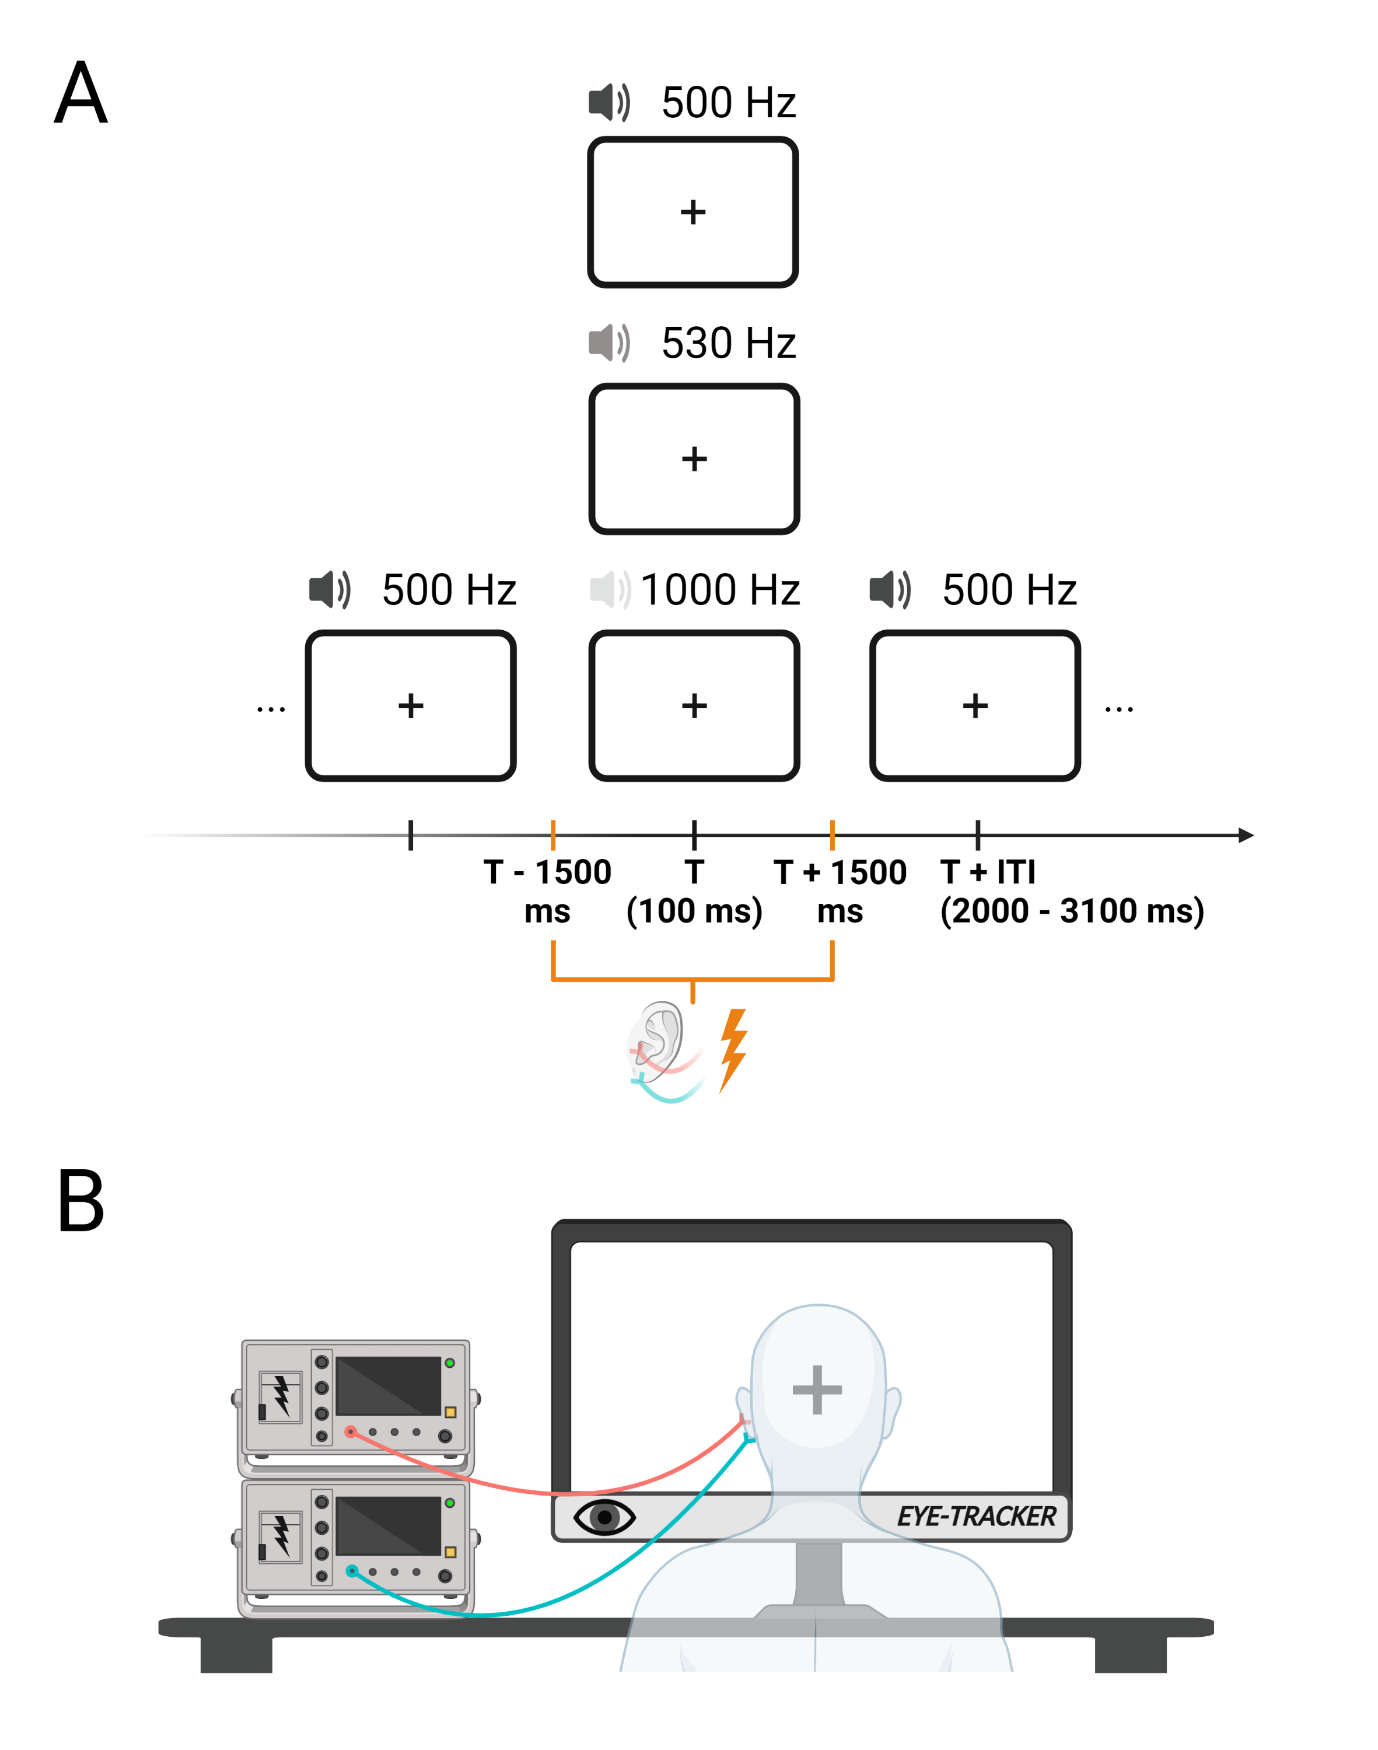 A
500 Hz
530 Hz
500 Hz
1000 Hz
500 Hz
...
...
T - 1500
ms
T
(100 ms)
T + 1500
ms
T + ITI
(2000 - 3100 ms)
B
EYE-TRACKER